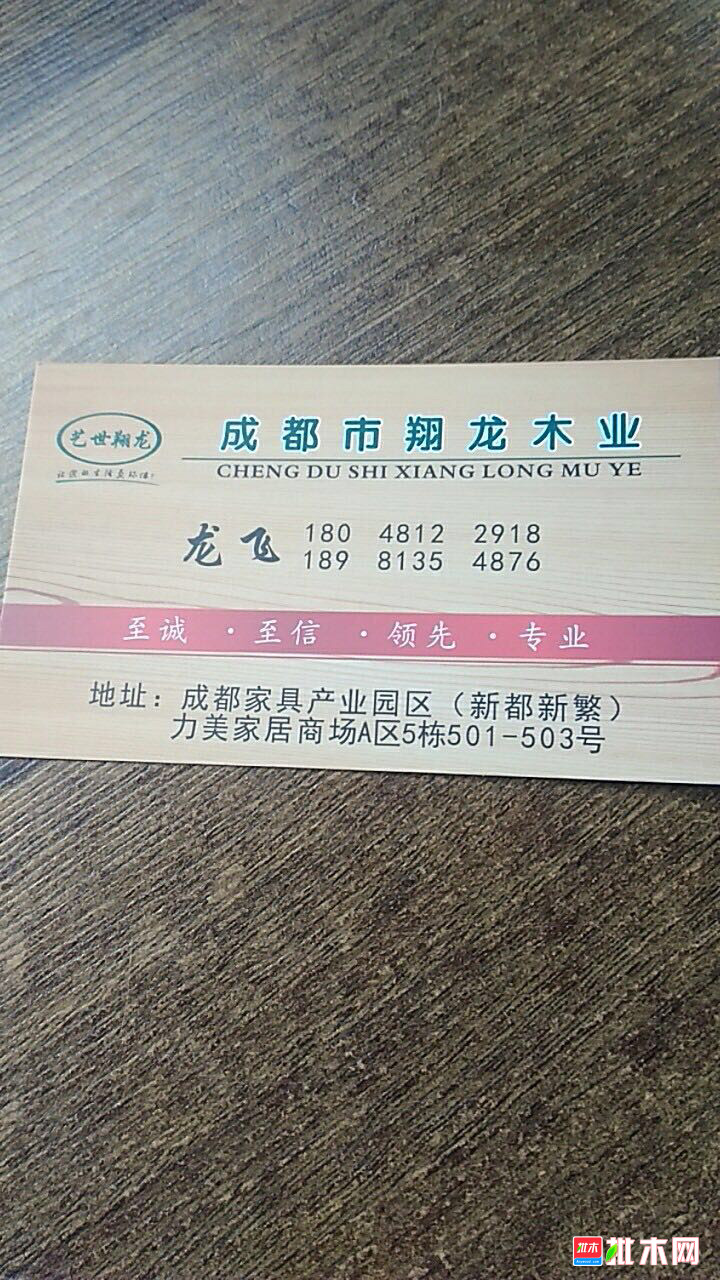 艺世翔龙
成都市翔龙木业
CHENG DU SHI XIANG LONG MU YE
龙飞 180 4812 2918
189 8135 4876
至诚 · 至信 · 领先 · 专业
地址：成都家具产业园区（新都新繁）
力美家居商场A区5栋501-503号
批木
批木网